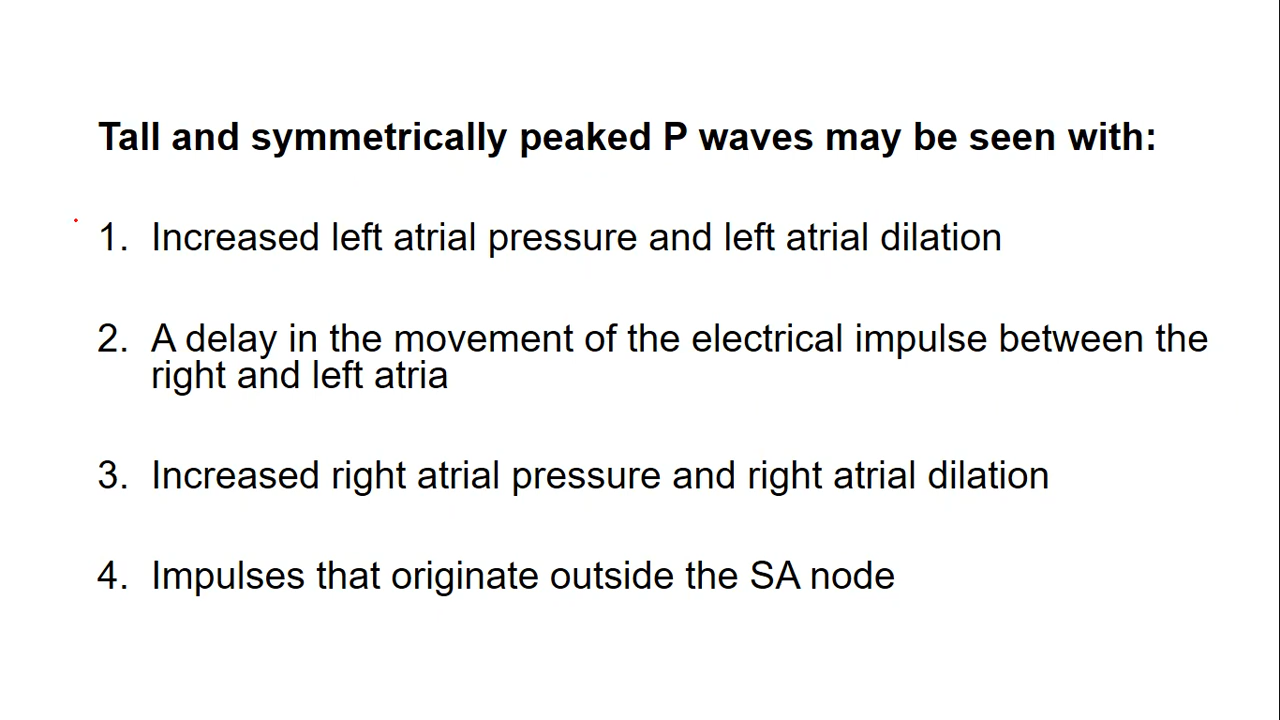 Tall and symmetrically peaked P waves may be seen with:
1. Increased left atrial pressure and left atrial dilation
2. A delay in the movement of the electrical impulse between the
right and left atria
3. Increased right atrial pressure and right atrial dilation
4. Impulses that originate outside the SA node